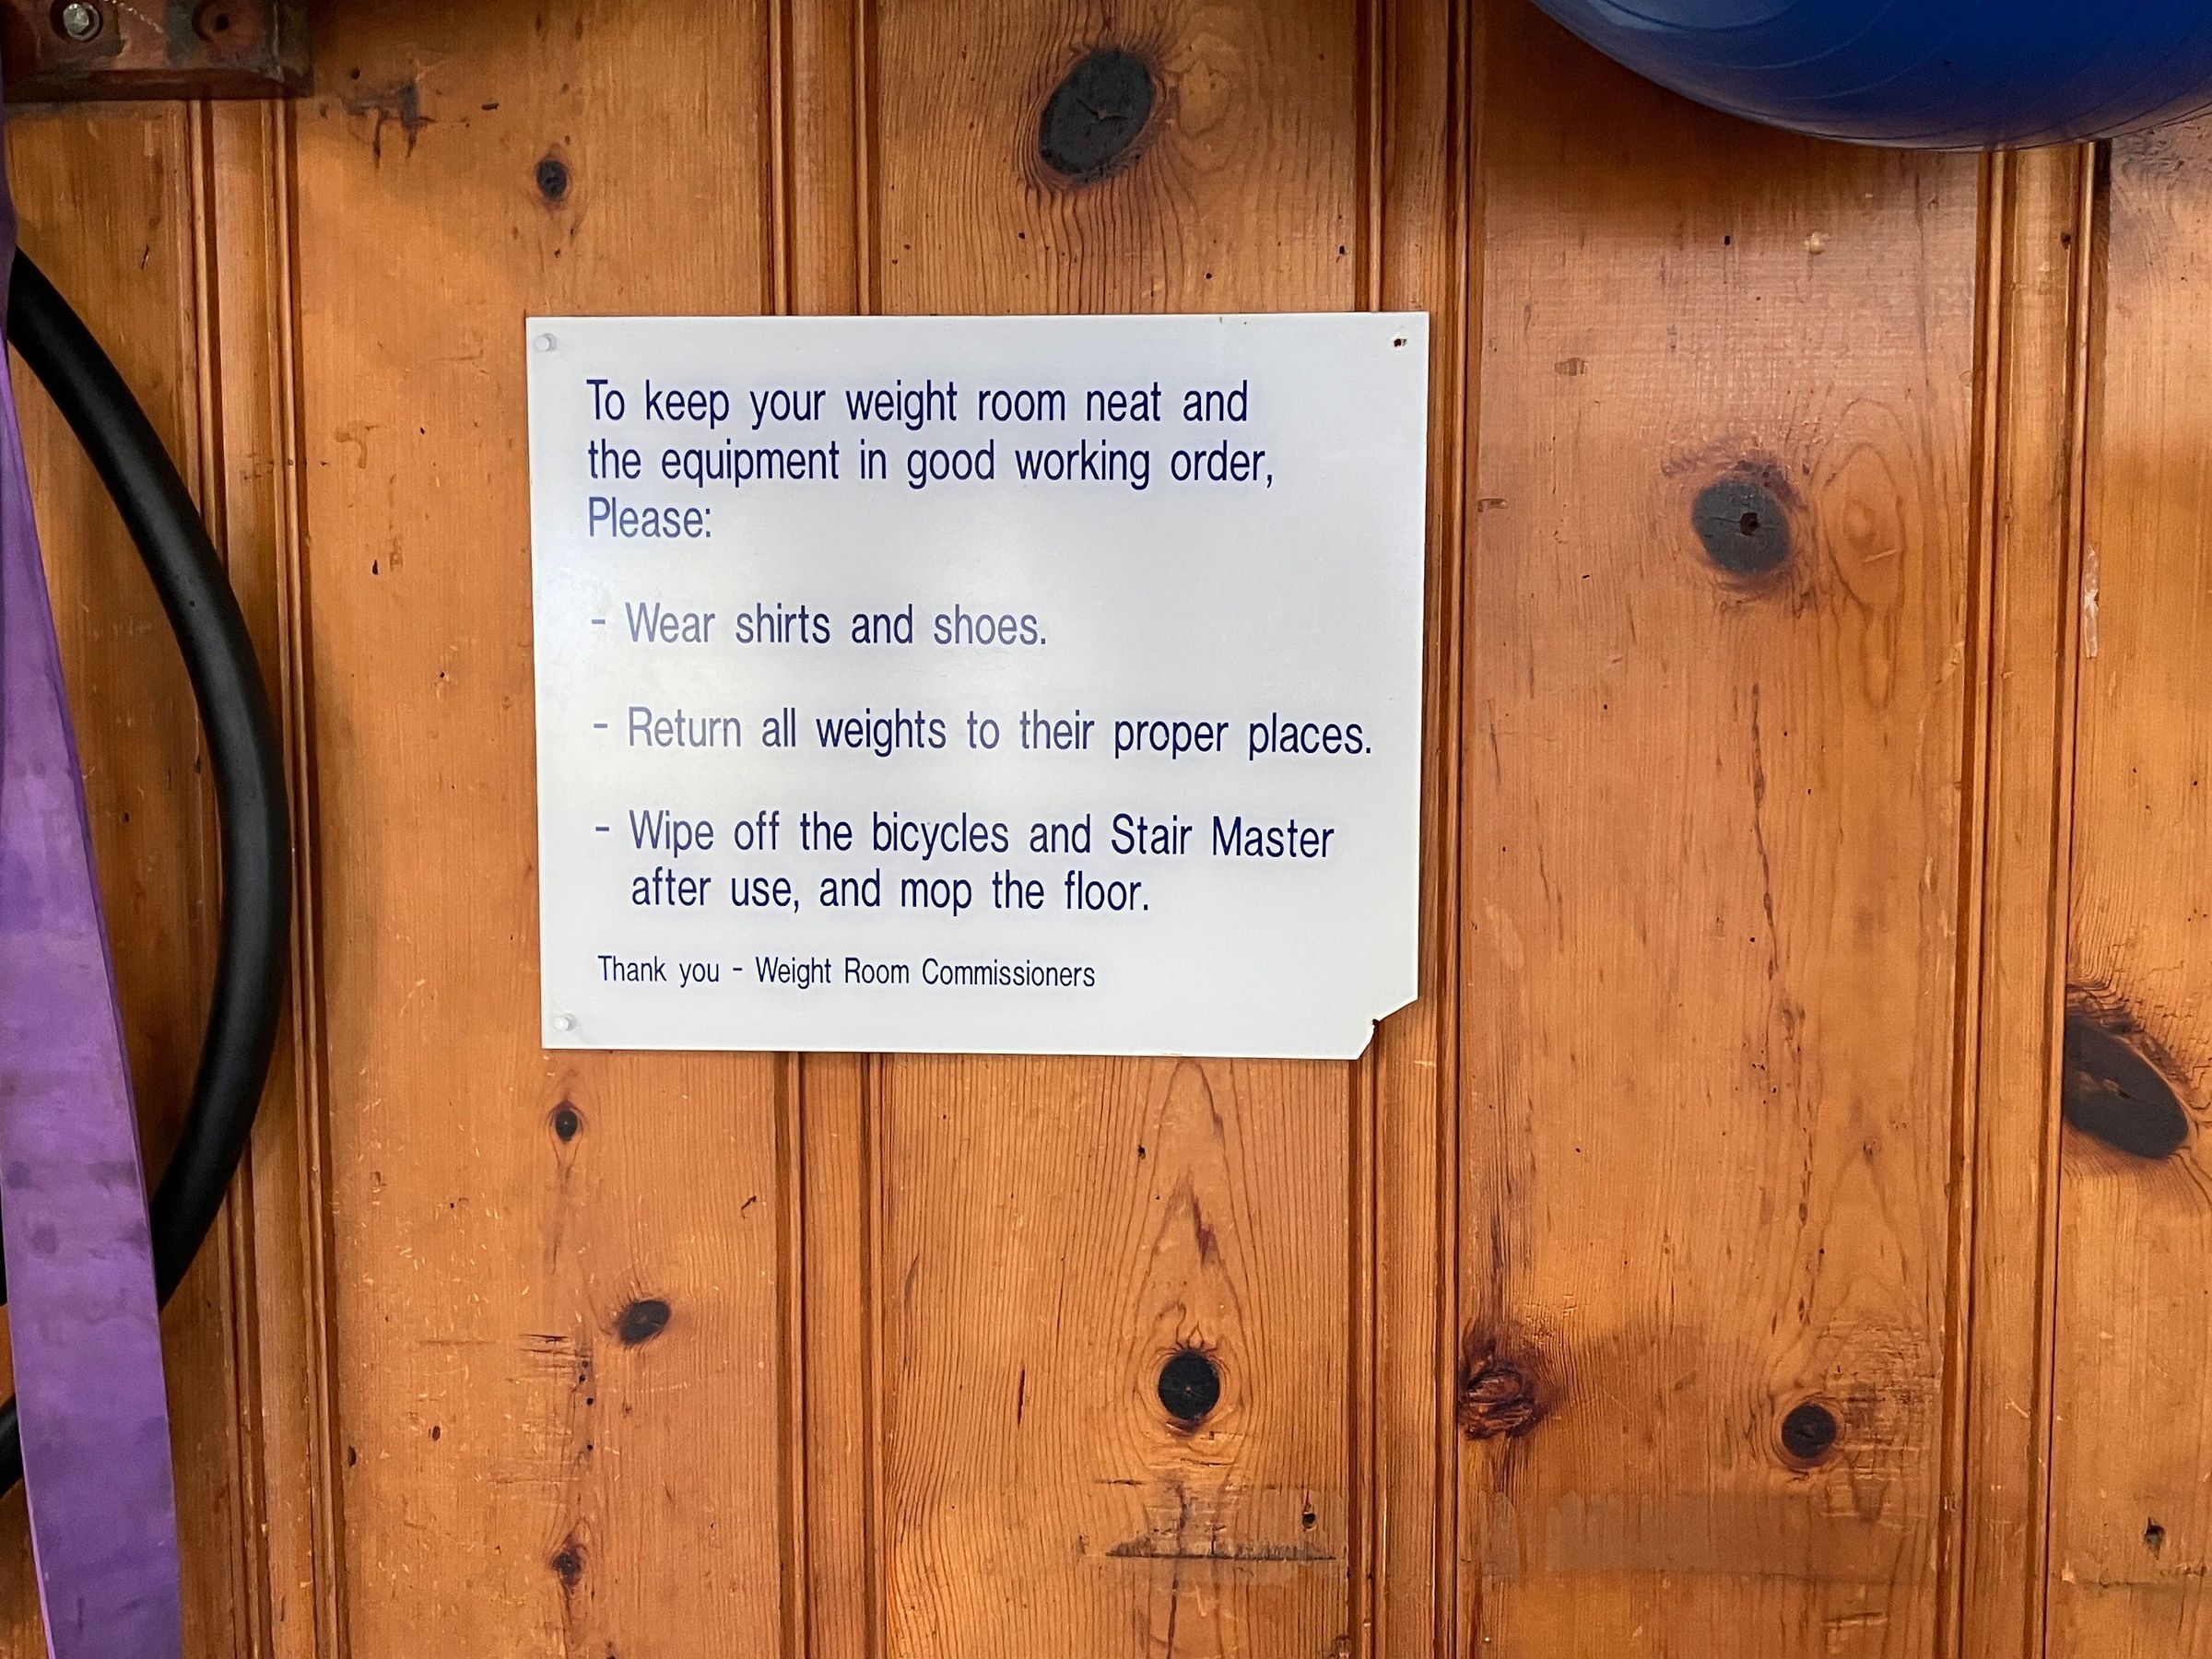 To keep your weight room neat and
the equipment in good working order,
Please:
- Wear shirts and shoes.
- Return all weights to their proper places.
- Wipe off the bicycles and Stair Master
after use, and mop the floor.
Thank you - Weight Room Commissioners